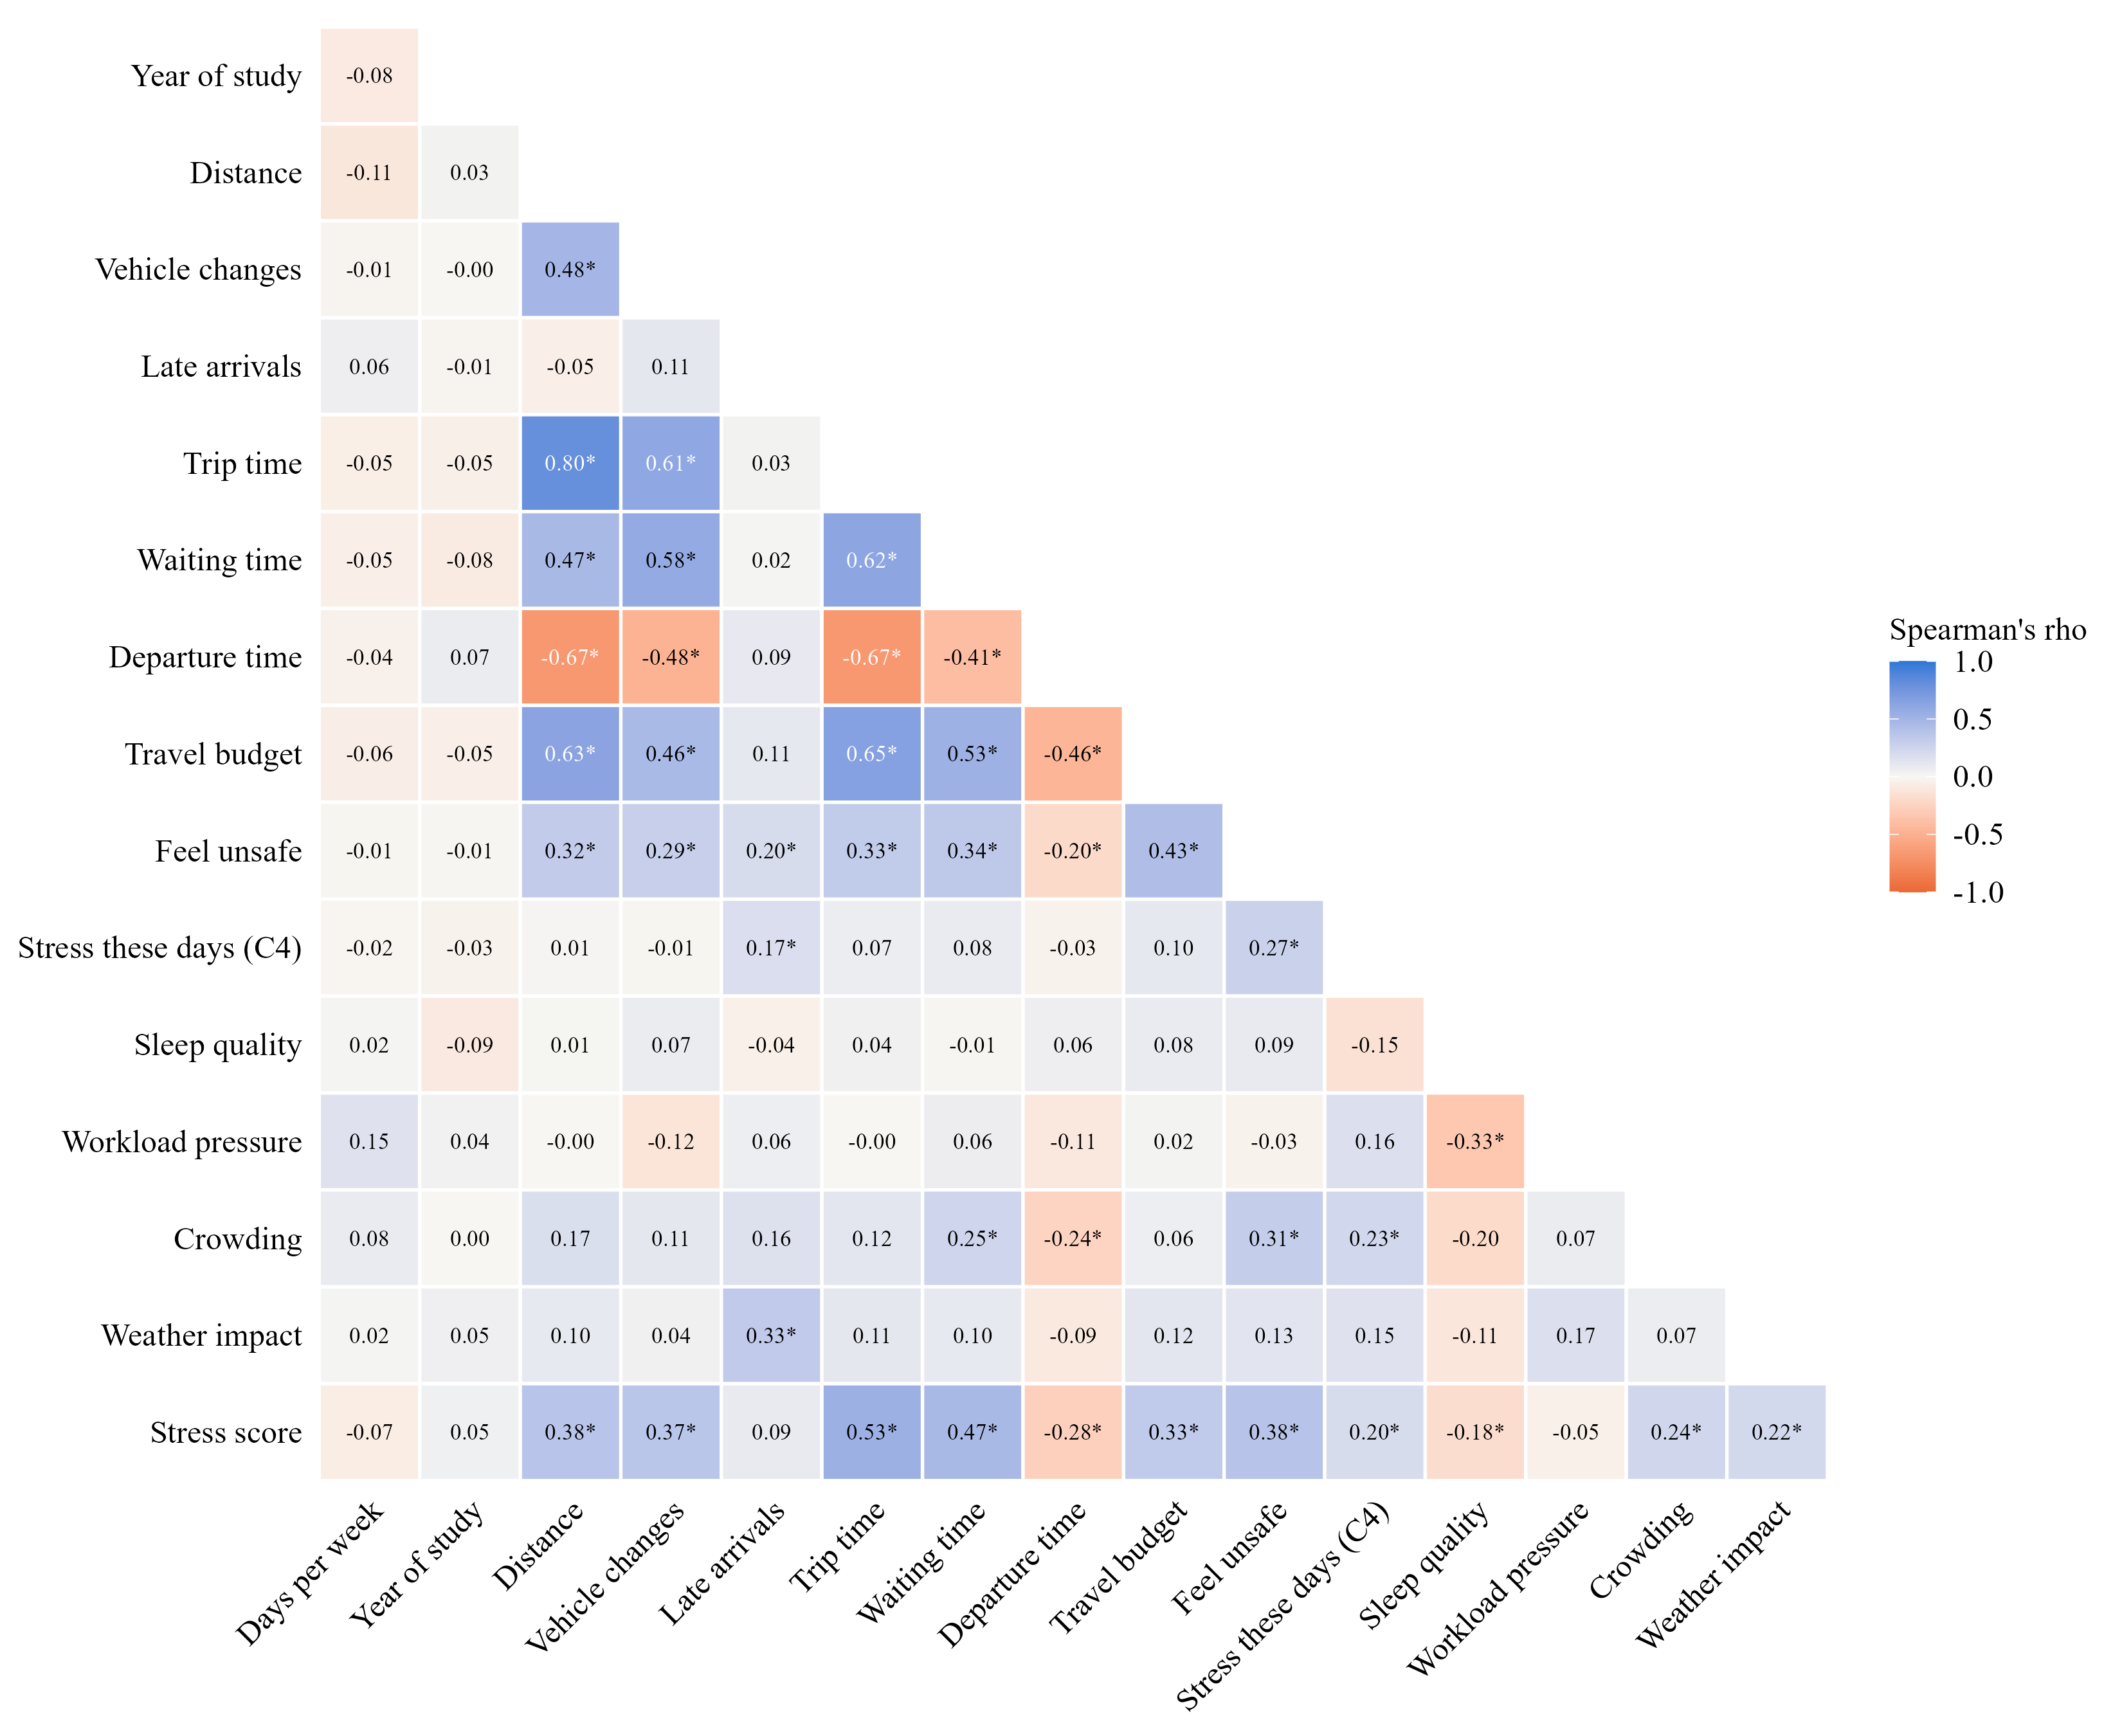 Year of study -0.08
Distance -0.11 0.03
Vehicle changes -0.01 -0.00 0.48*
Late arrivals 0.06 -0.01 -0.05 0.11
Trip time -0.05 -0.05 0.80* 0.61* 0.03
Waiting time -0.05 -0.08 0.47* 0.58* 0.02 0.62*
Departure time -0.04 0.07 -0.67* -0.48* 0.09 -0.67* -0.41*
Travel budget -0.06 -0.05 0.63* 0.46* 0.11 0.65* 0.53* -0.46*
Feel unsafe -0.01 -0.01 0.32* 0.29* 0.20* 0.33* 0.34* -0.20* 0.43*
Stress these days (C4) -0.02 -0.03 0.01 -0.01 0.17* 0.07 0.08 -0.03 0.10 0.27*
Sleep quality 0.02 -0.09 0.01 0.07 -0.04 0.04 -0.01 0.06 0.08 0.09 -0.15
Workload pressure 0.15 0.04 -0.00 -0.12 0.06 -0.00 0.06 -0.11 0.02 -0.03 0.16 -0.33*
Crowding 0.08 0.00 0.17 0.11 0.16 0.12 0.25* -0.24* 0.06 0.31* 0.23* -0.20 0.07
Weather impact 0.02 0.05 0.10 0.04 0.33* 0.11 0.10 -0.09 0.12 0.13 0.15 -0.11 0.17 0.07
Stress score -0.07 0.05 0.38* 0.37* 0.09 0.53* 0.47* -0.28* 0.33* 0.38* 0.20* -0.18* -0.05 0.24* 0.22*
Days per week
Year of study
Distance
Vehicle changes
Late arrivals
Trip time
Waiting time
Departure time
Travel budget
Feel unsafe
Stress these days (C4)
Sleep quality
Workload pressure
Crowding
Weather impact
Spearman's rho
1.0
0.5
0.0
-0.5
-1.0